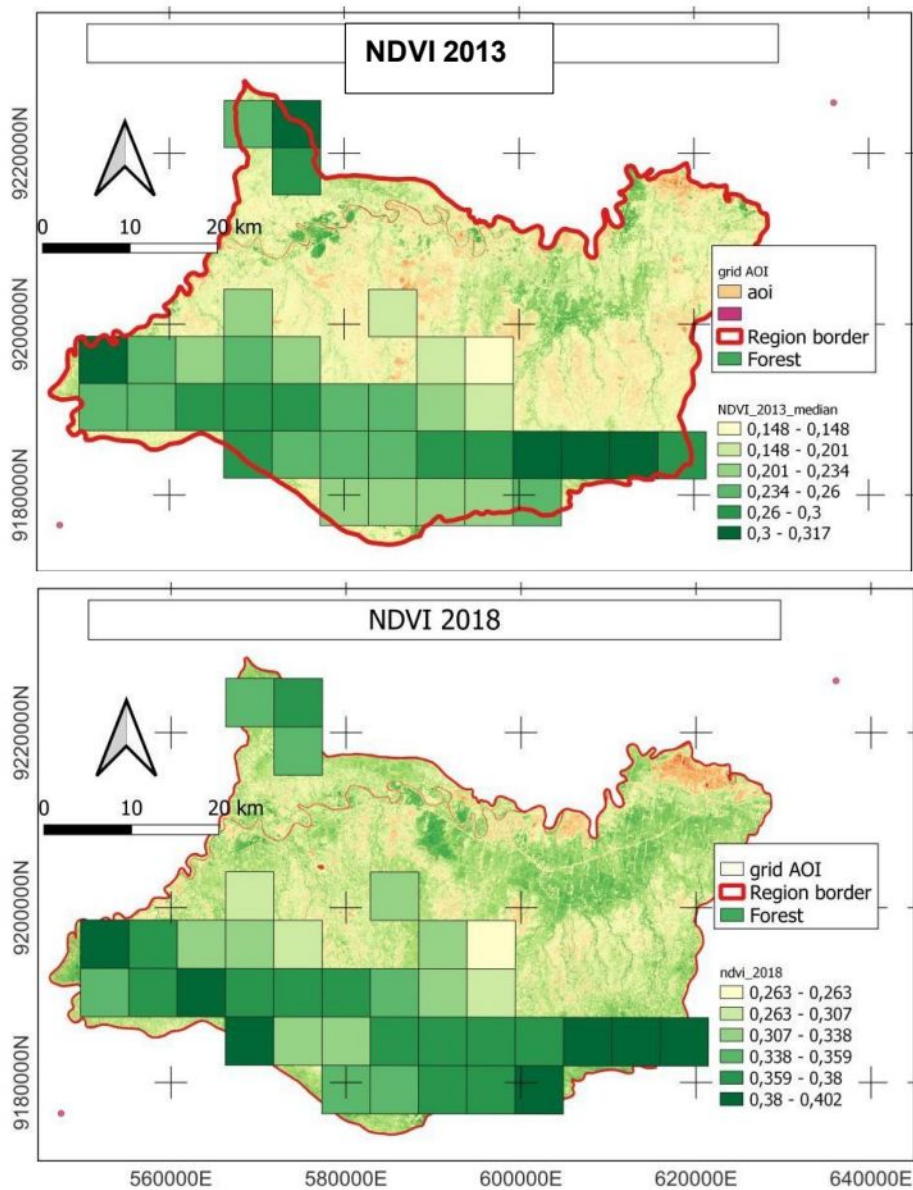 NDVI 2013
9220000N
9200000N
9180000N
0 10 20 km
grid AOI
aoi
Region border
Forest
NDVI_2013_median
0,148 - 0,148
0,148 - 0,201
0,201 - 0,234
0,234 - 0,26
0,26 - 0,3
0,3 - 0,317
NDVI 2018
9220000N
9200000N
9180000N
0 10 20 km
grid AOI
Region border
Forest
ndvi_2018
0,263 - 0,263
0,263 - 0,307
0,307 - 0,338
0,338 - 0,359
0,359 - 0,38
0,38 - 0,402
560000E 580000E 600000E 620000E 640000E